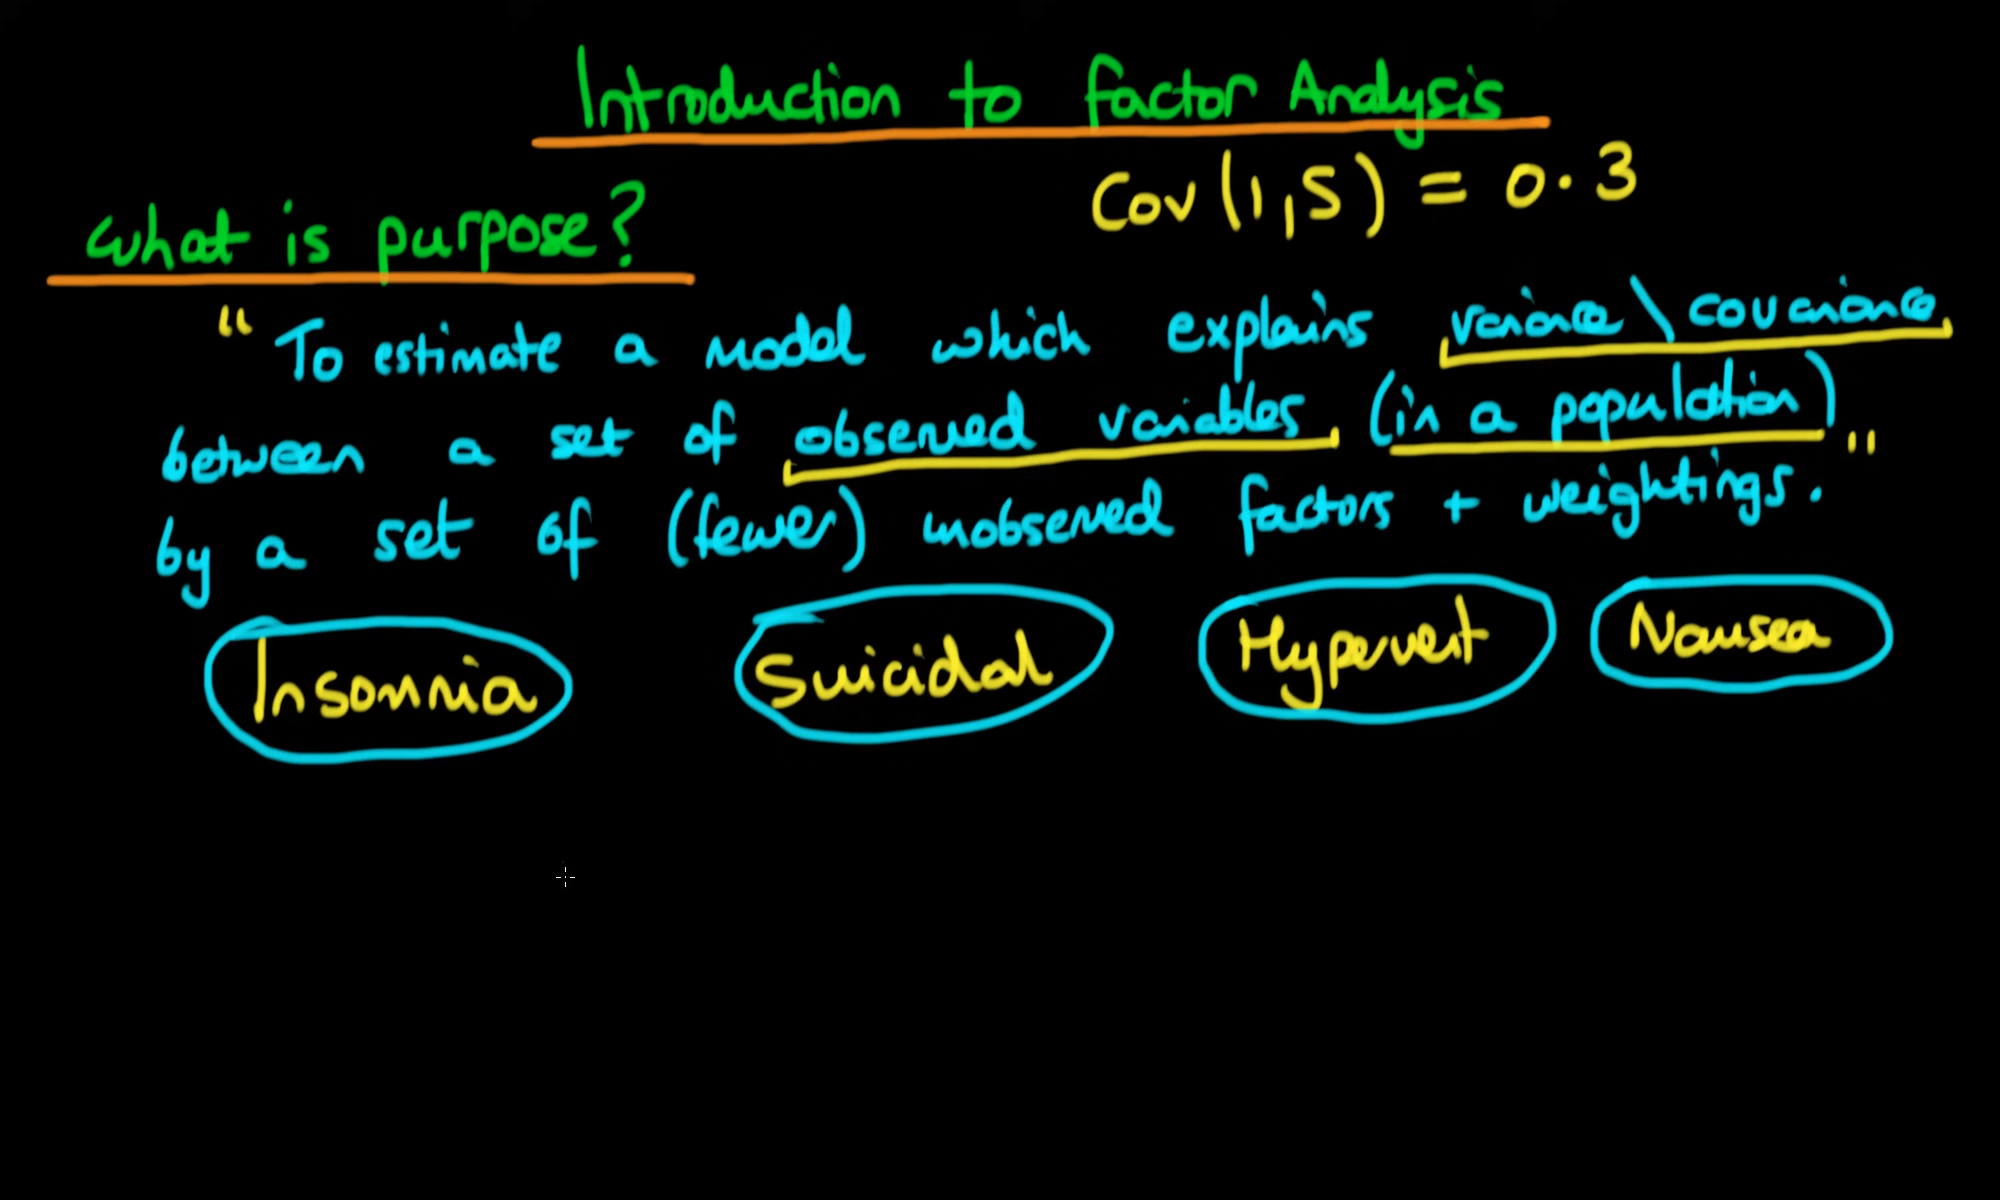 Introduction to Factor Analysis
Cov(I,S) = 0.3
What is purpose?
"To estimate a model which explains variance\covariance
between a set of observed variables (in a population)"
by a set of (fewer) unobserved factors + weightings.
Insomnia Suicidal Hypervent Nausea